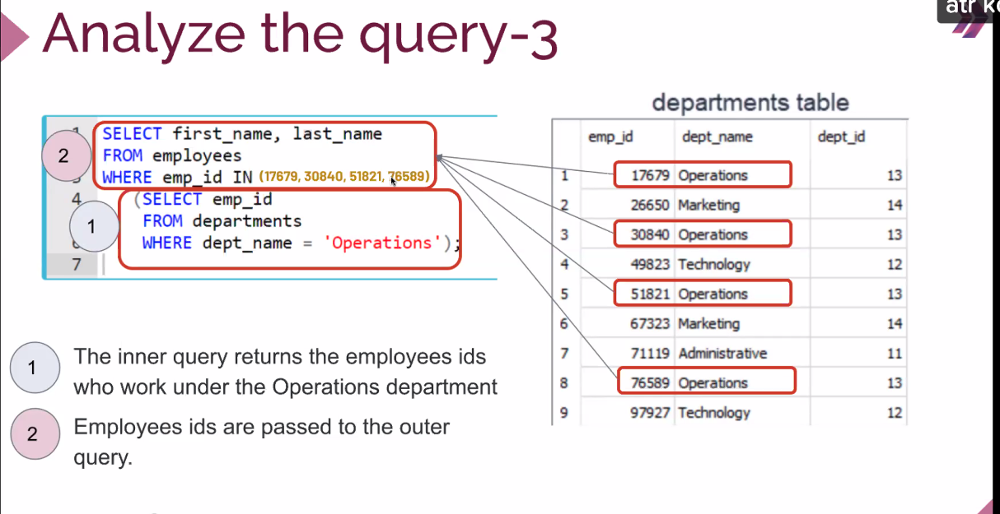 atr k
Analyze the query-3
departments table
1
SELECT first_name, last_name
2
FROM employees
WHERE emp_id IN (17679, 30840, 51821, 76589)
4 (SELECT emp_id
1
FROM departments
WHERE dept_name = 'Operations');
7
emp_id dept_name dept_id
1 17679 Operations 13
2 26650 Marketing 14
3 30840 Operations 13
4 49823 Technology 12
5 51821 Operations 13
6 67323 Marketing 14
7 71119 Administrative 11
8 76589 Operations 13
9 97927 Technology 12
1
The inner query returns the employees ids
who work under the Operations department
2
Employees ids are passed to the outer
query.